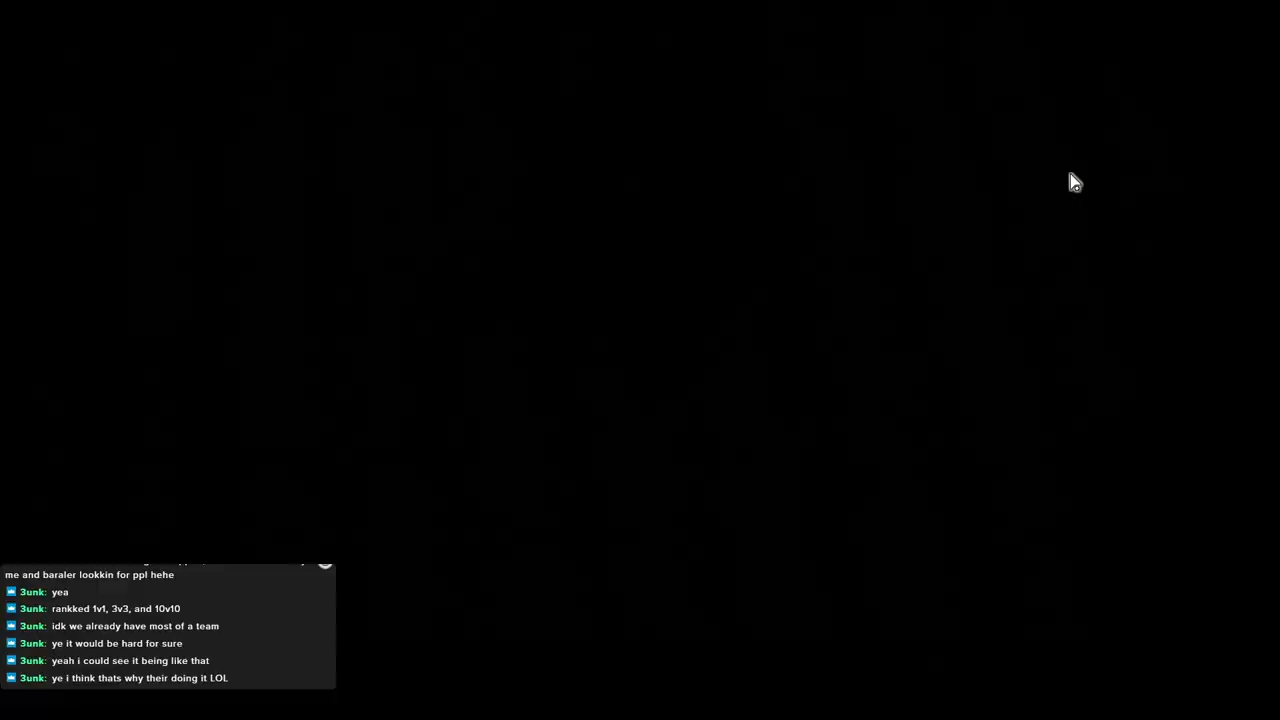 me and baraler lookkin for ppl hehe
3unk: yea
3unk: rankked 1v1, 3v3, and 10v10
3unk: idk we already have most of a team
3unk: ye it would be hard for sure
3unk: yeah i could see it being like that
3unk: ye i think thats why their doing it LOL